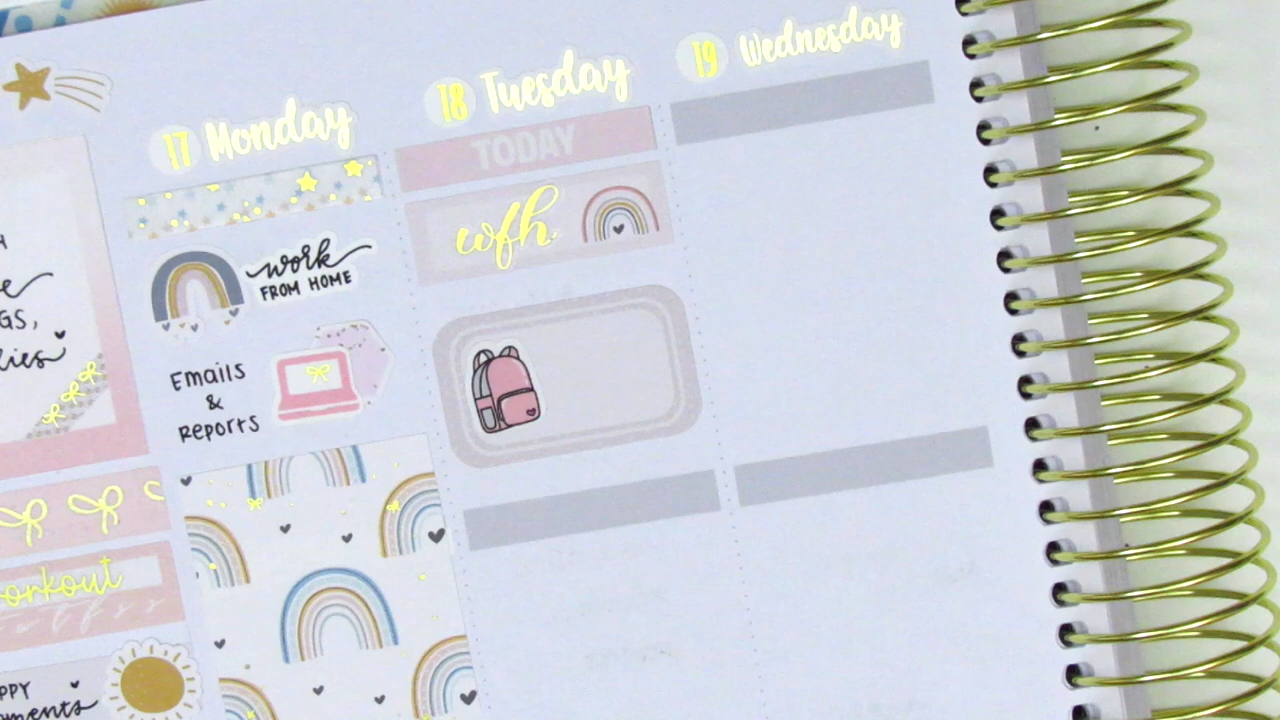 17 Monday
18 Tuesday
19 Wednesday
TODAY
wfh.
work
FROM HOME
Emails
&
Reports